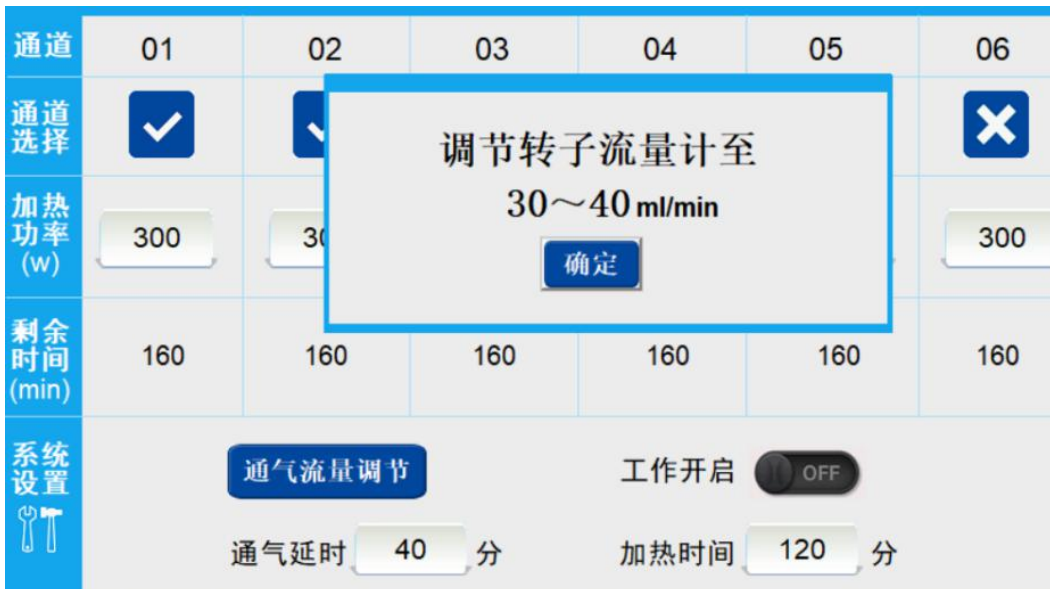 通道 01 02 03 04 05 06
通道
选择
调节转子流量计至
30～40 ml/min
确定
加热
功率
(w)
300 300
剩余
时间
(min)
160 160 160 160 160 160
系统
设置
通气流量调节 工作开启 OFF
通气延时 40 分 加热时间 120 分